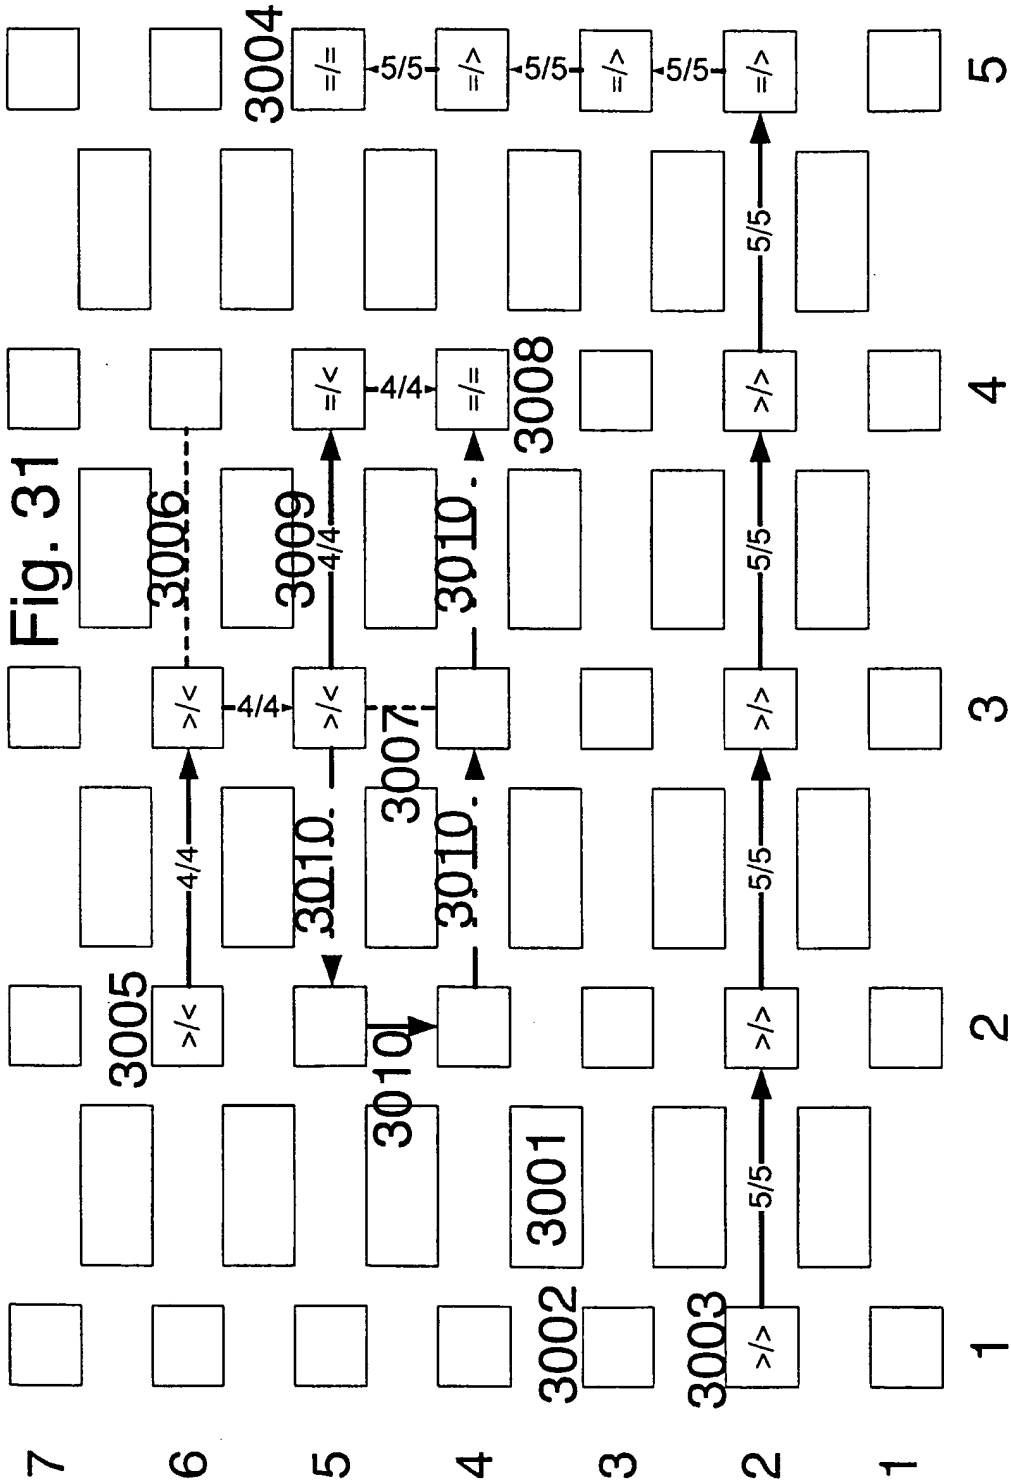 Fig. 31
7
3005
3006
6 >/< 4/4 >/<
4/4
3004
3009
3010
5 >/< 4/4 =/< =/=
3010 3007 4/4 5/5
3010 3010
4 =/= =/>
3008
3001
5/5
3002
3 =/>
5/5
3003
2 >/> 5/5 >/> 5/5 >/> 5/5 >/> 5/5 =/>
1
1 2 3 4 5